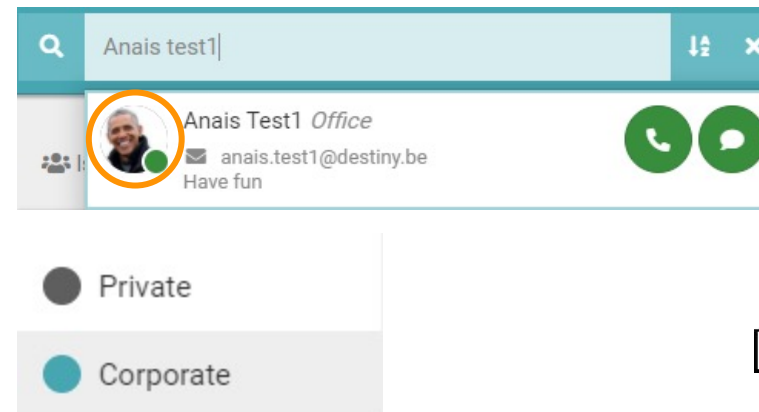 Anais test1
Anais Test1 Office
anais.test1@destiny.be
Have fun
Private
Corporate